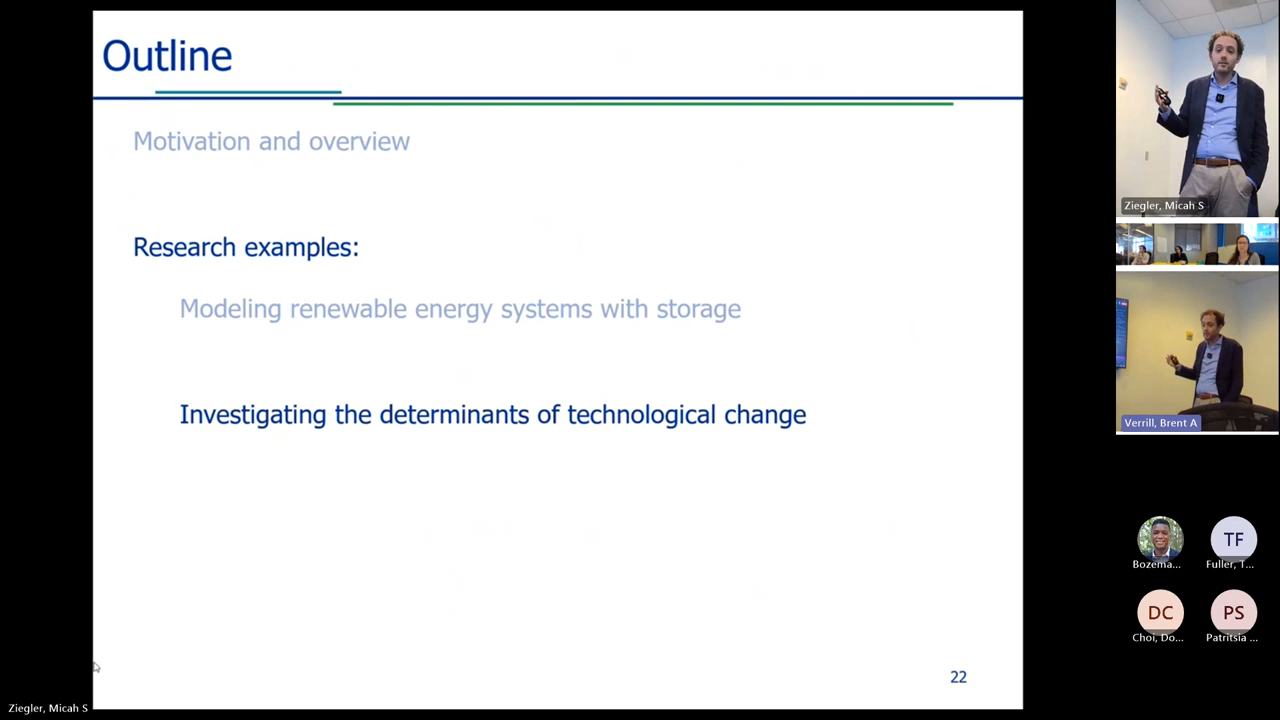 Outline
Motivation and overview
Research examples:
Modeling renewable energy systems with storage
Investigating the determinants of technological change
22
Ziegler, Micah S
Ziegler, Micah S
Verrill, Brent A
Bozema...
TF
Fuller, T...
DC
Choi, Do...
PS
Patritsia ...